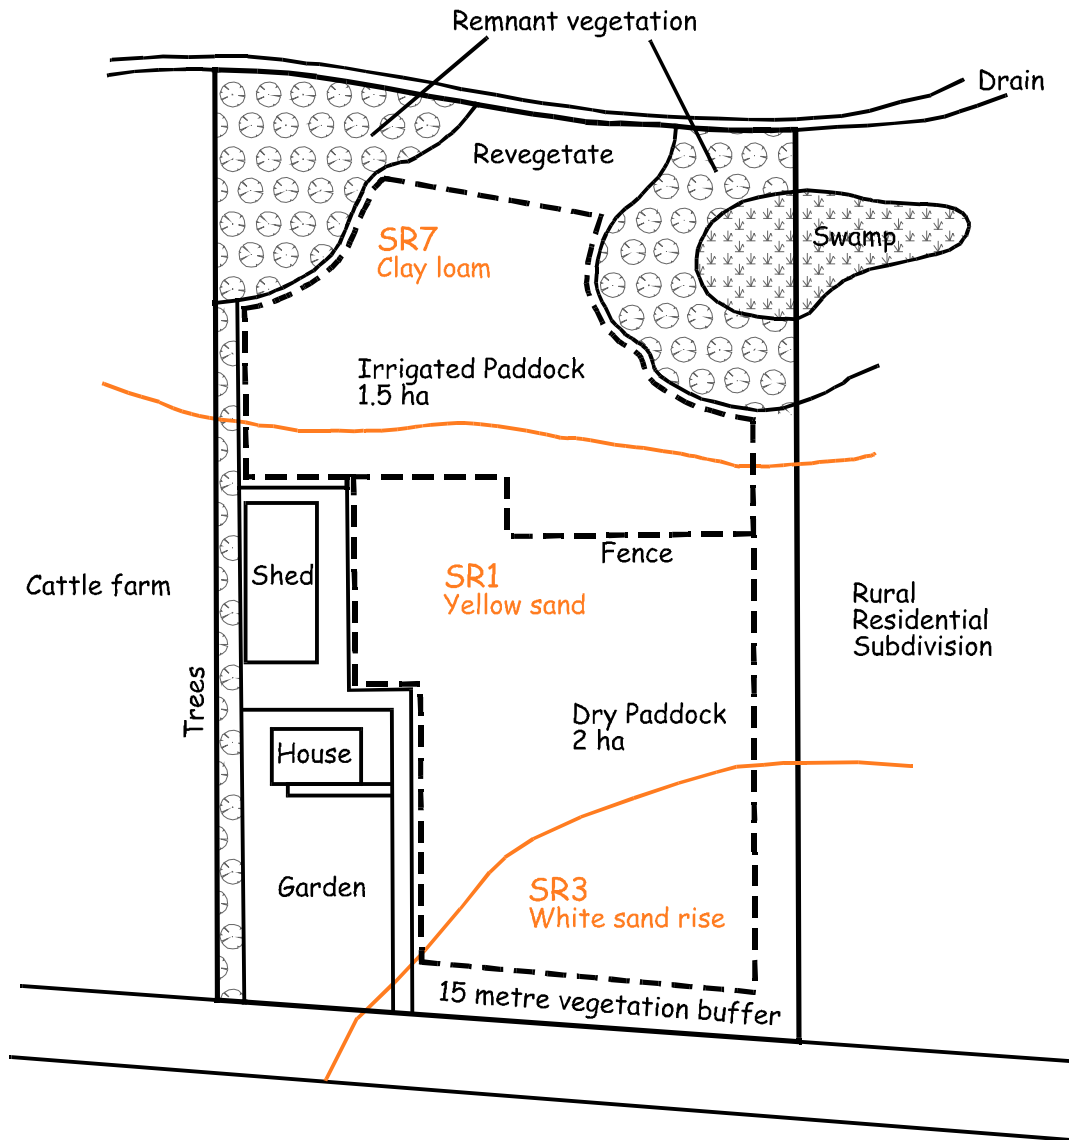 Remnant vegetation
Drain
Revegetate
SR7
Clay loam
Swamp
Irrigated Paddock
1.5 ha
Fence
Shed
SR1
Yellow sand
Cattle farm
Rural
Residential
Subdivision
Trees
Dry Paddock
2 ha
House
Garden
SR3
White sand rise
15 metre vegetation buffer